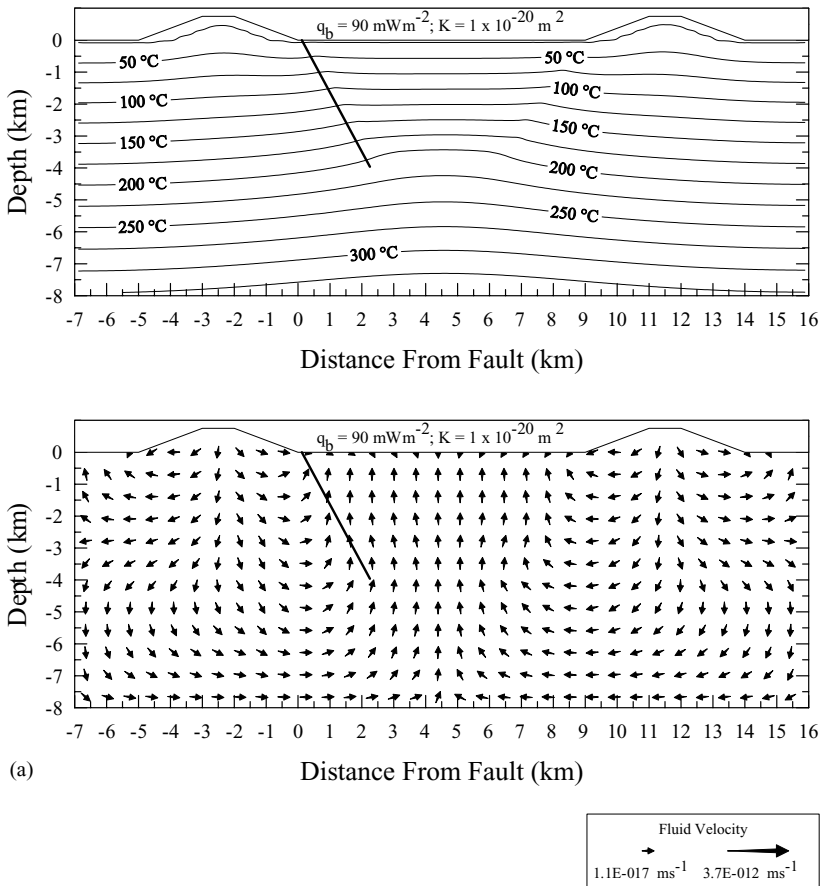 q_b = 90 mWm^-2; K = 1 x 10^-20 m^2
0
-1
-2
-3
-4
-5
-6
-7
-8
Depth (km)
50 °C
50 °C
100 °C
100 °C
150 °C
150 °C
200 °C
200 °C
250 °C
250 °C
300 °C
-7 -6 -5 -4 -3 -2 -1 0 1 2 3 4 5 6 7 8 9 10 11 12 13 14 15 16
Distance From Fault (km)
q_b = 90 mWm^-2; K = 1 x 10^-20 m^2
0
-1
-2
-3
-4
-5
-6
-7
-8
Depth (km)
-7 -6 -5 -4 -3 -2 -1 0 1 2 3 4 5 6 7 8 9 10 11 12 13 14 15 16
(a)
Distance From Fault (km)
Fluid Velocity
1.1E-017 ms^-1 3.7E-012 ms^-1